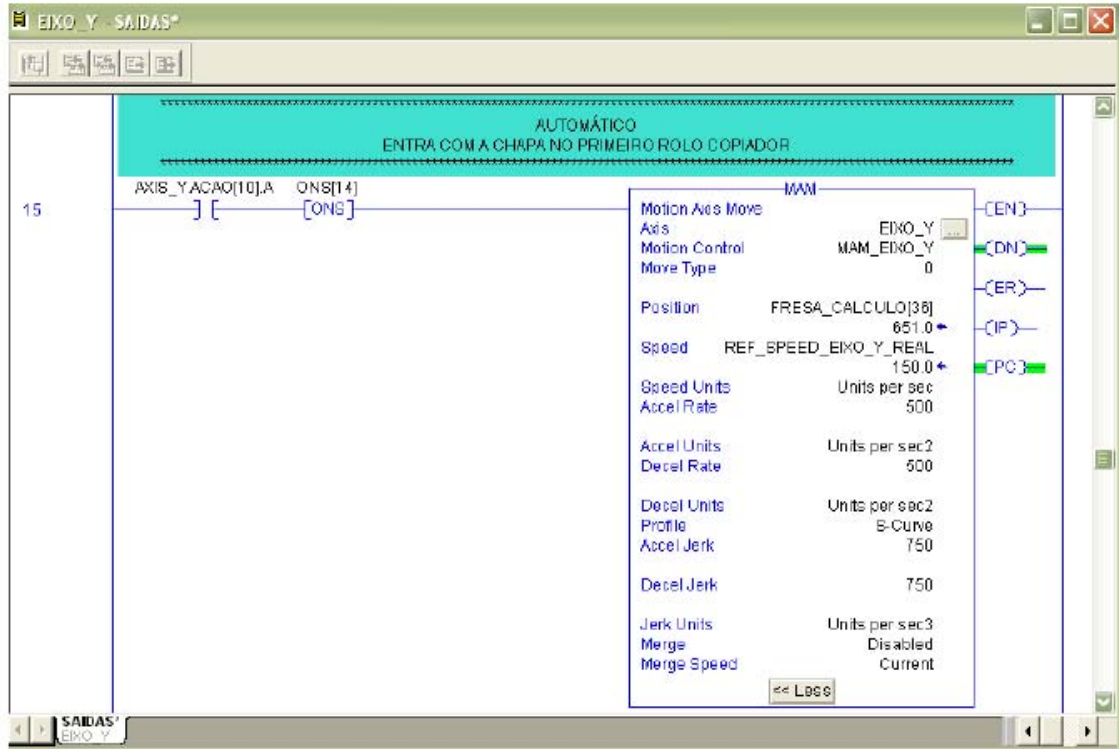 EIXO_Y - SAIDAS*
AUTOMÁTICO
ENTRA COM A CHAPA NO PRIMEIRO ROLO COPIADOR
15
AXIS_Y.ACAO[10].A ONS[14]
ONS
MAM
Motion Axis Move
Axis EIXO_Y ...
Motion Control MAM_EIXO_Y
Move Type 0
Position FRESA_CALCULO[36]
651.0
Speed REF_SPEED_EIXO_Y_REAL
150.0
Speed Units Units per sec
Accel Rate 500
Accel Units Units per sec2
Decel Rate 500
Decel Units Units per sec2
Profile S-Curve
Accel Jerk 750
Decel Jerk 750
Jerk Units Units per sec3
Merge Disabled
Merge Speed Current
<< Less
EN
DN
ER
IP
PC
SAIDAS*
EIXO_Y